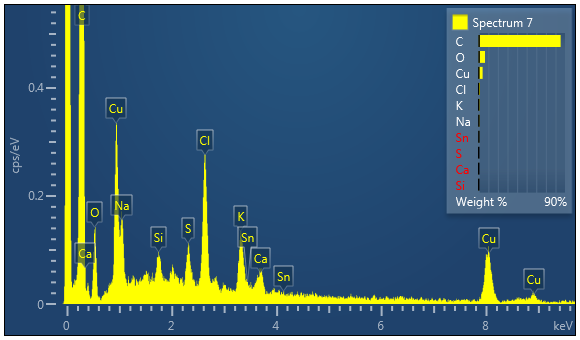 C
Spectrum 7
C
O
Cu
Cl
K
Na
Sn
S
Ca
Si
Weight %
90%
0.4
0.2
0
cps/eV
Cu
Cl
O
Na
K
Si
S
Sn
Ca
Ca
Sn
Cu
Cu
0
2
4
6
8
keV